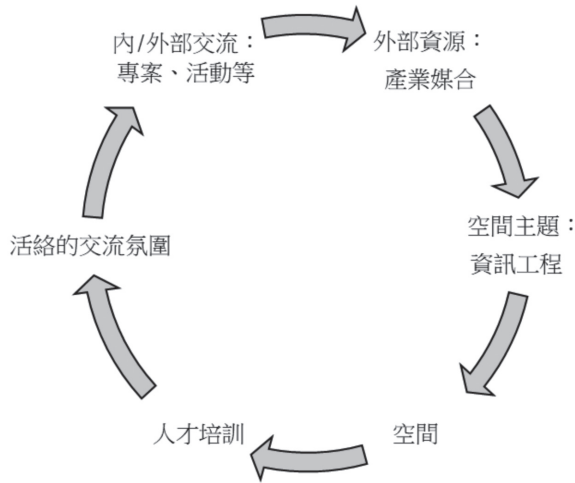 內/外部交流：
專案、活動等
外部資源：
產業媒合
空間主題：
資訊工程
空間
人才培訓
活絡的交流氛圍